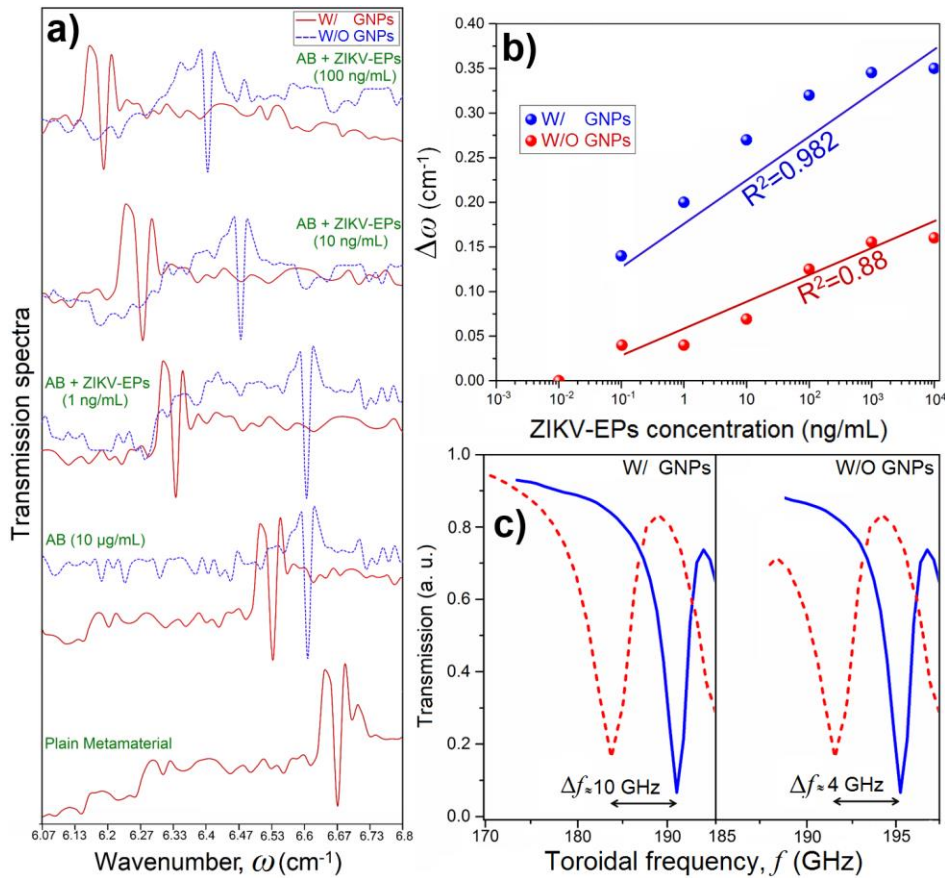 a)
W/ GNPs
W/O GNPs
AB + ZIKV-EPs
(100 ng/mL)
AB + ZIKV-EPs
(10 ng/mL)
AB + ZIKV-EPs
(1 ng/mL)
AB (10 µg/mL)
Plain Metamaterial
Transmission spectra
6.07 6.13 6.27 6.33 6.4 6.47 6.53 6.6 6.67 6.73 6.8
Wavenumber, ω (cm⁻¹)
b)
W/ GNPs
W/O GNPs
R²=0.982
R²=0.88
Δω (cm⁻¹)
0.40
0.35
0.30
0.25
0.20
0.15
0.10
0.05
0.00
10⁻³ 10⁻² 10⁻¹ 1 10 10² 10³ 10⁴
ZIKV-EPs concentration (ng/mL)
c)
W/ GNPs
W/O GNPs
Transmission (a. u.)
1.0
0.8
0.6
0.4
0.2
0.0
Δf≈10 GHz
Δf≈4 GHz
170 180 190 185 190 195
Toroidal frequency, f (GHz)